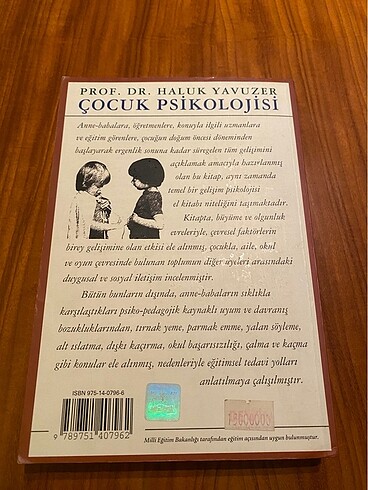 PROF. DR. HALUK YAVUZER
ÇOCUK PSİKOLOJİSİ
Anne-babalara, öğretmenlere, konuyla ilgili uzmanlara
ve eğitim görenlere, çocuğun doğum öncesi döneminden
başlayarak ergenlik sonuna kadar süregelen tüm gelişimini
açıklamak amacıyla hazırlanmış
olan bu kitap, aynı zamanda
temel bir gelişim psikolojisi
el kitabı niteliğini taşımaktadır.
Kitapta, büyüme ve olgunluk
evreleriyle, çevresel faktörlerin
birey gelişimine olan etkisi ele alınmış, çocukla, aile, okul
ve oyun çevresinde bulunan toplumun diğer üyeleri arasındaki
duygusal ve sosyal iletişim incelenmiştir.
Bütün bunların dışında, anne-babaların sıklıkla
karşılaştıkları psiko-pedagojik kaynaklı uyum ve davranış
bozukluklarından, tırnak yeme, parmak emme, yalan söyleme,
alt ıslatma, dışkı kaçırma, okul başarısızlığı, çalma ve kaçma
gibi konular ele alınmış, nedenleriyle eğitimsel tedavi yolları
anlatılmaya çalışılmıştır.
ISBN 975-14-0796-6
9 789751 407962
Milli Eğitim Bakanlığı tarafından eğitim açısından uygun bulunmuştur.